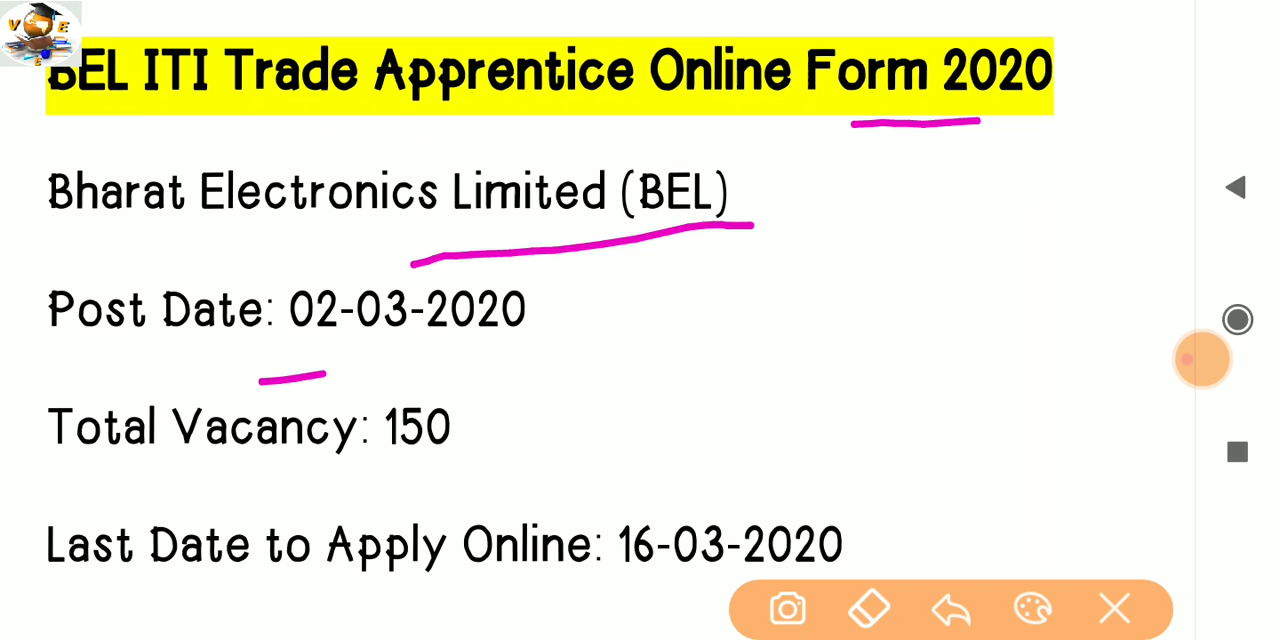 V E
E
BEL ITI Trade Apprentice Online Form 2020
Bharat Electronics Limited (BEL)
Post Date: 02-03-2020
Total Vacancy: 150
Last Date to Apply Online: 16-03-2020